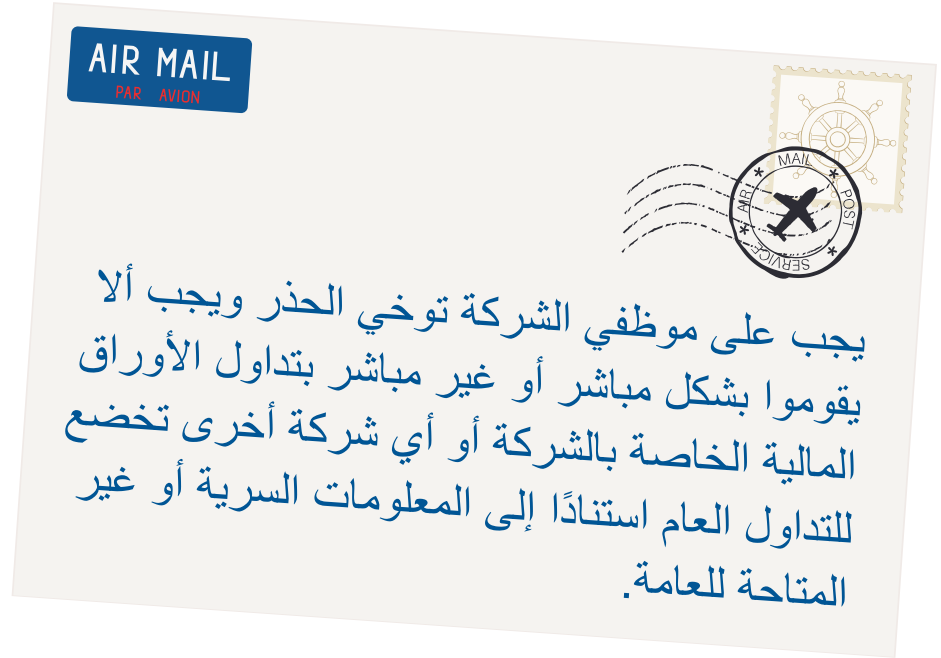 AIR MAIL
PAR AVION
MAIL
AIR
POST
SERVICE
يجب على موظفي الشركة توخي الحذر ويجب ألا
يقوموا بشكل مباشر أو غير مباشر بتداول الأوراق
المالية الخاصة بالشركة أو أي شركة أخرى تخضع
للتداول العام استنادًا إلى المعلومات السرية أو غير
المتاحة للعامة.